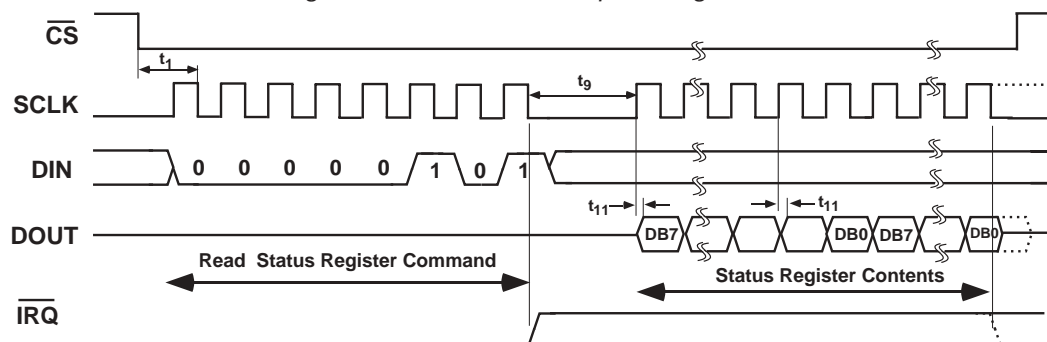 CS
t1
SCLK
t9
DIN
0 0 0 0 0 1 0 1
t11
t11
DOUT
DB7
DB0
DB7
DB0
Read Status Register Command
Status Register Contents
IRQ